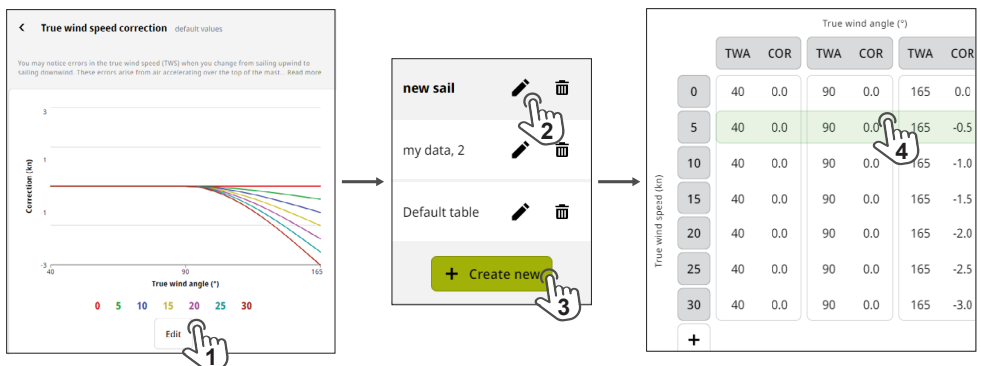 True wind speed correction default values
You may notice errors in the true wind speed (TWS) when you change from sailing upwind to
sailing downwind. These errors arise from air accelerating over the top of the mast... Read more
3
1
1
-3
Correction (kn)
40 90 165
True wind angle (°)
0 5 10 15 20 25 30
Edit
1
new sail
2
my data, 2
Default table
+ Create new
3
True wind angle (°)
TWA COR TWA COR TWA COR
0 40 0.0 90 0.0 165 0.0
5 40 0.0 90 0.0 165 -0.5
4
10 40 0.0 90 0.0 165 -1.0
15 40 0.0 90 0.0 165 -1.5
20 40 0.0 90 0.0 165 -2.0
25 40 0.0 90 0.0 165 -2.5
30 40 0.0 90 0.0 165 -3.0
+
True wind speed (kn)